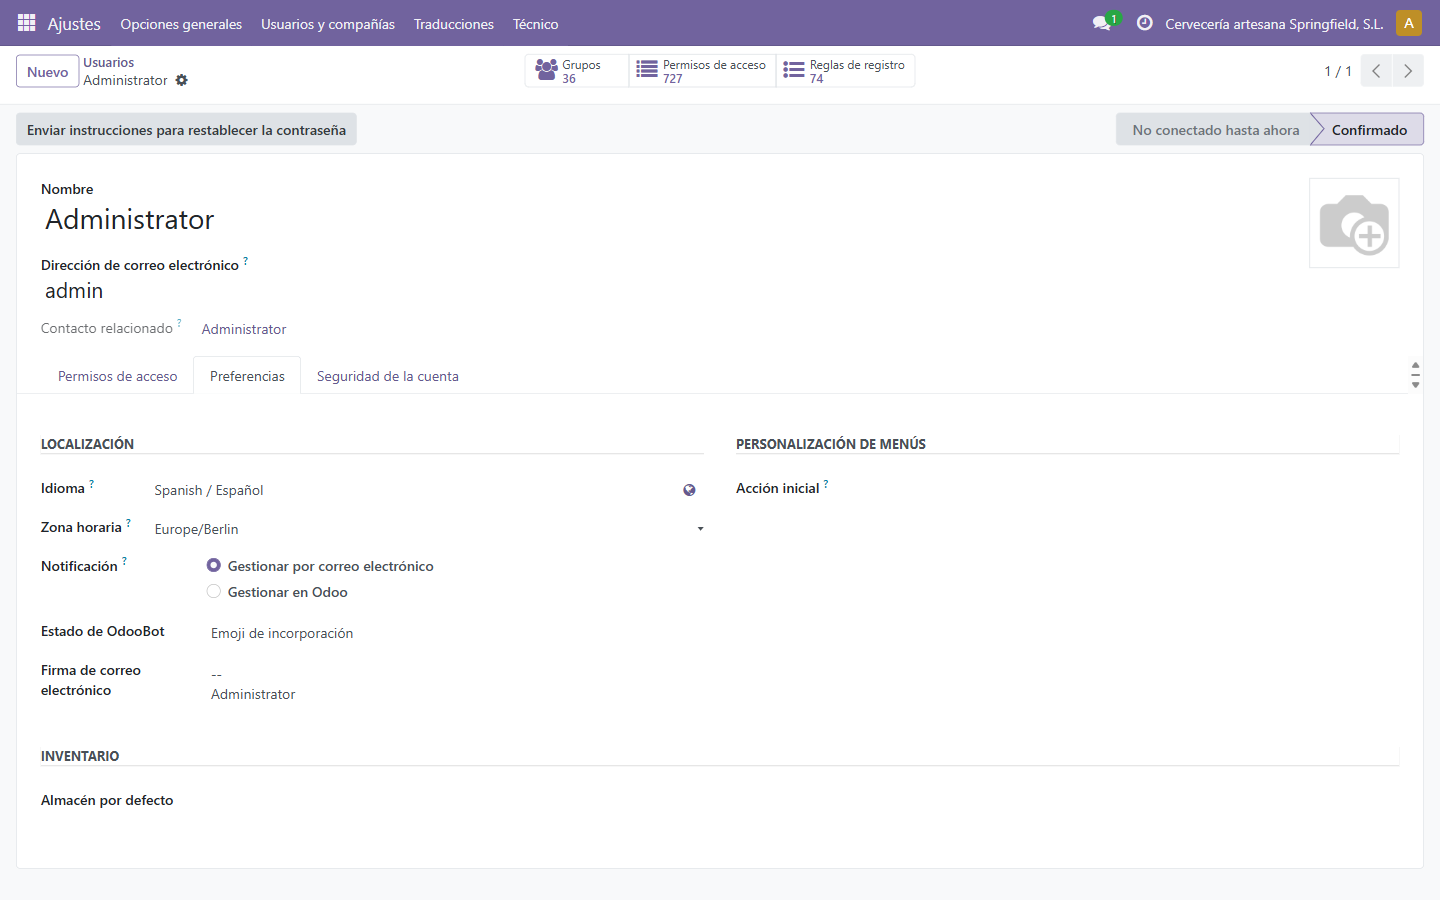 Ajustes Opciones generales Usuarios y compañías Traducciones Técnico 1 Cervecería artesana Springfield, S.L. A
Nuevo
Usuarios
Administrator
Grupos
36
Permisos de acceso
727
Reglas de registro
74
1 / 1
Enviar instrucciones para restablecer la contraseña
No conectado hasta ahora Confirmado
Nombre
Administrator
Dirección de correo electrónico ?
admin
Contacto relacionado ? Administrator
Permisos de acceso Preferencias Seguridad de la cuenta
LOCALIZACIÓN
Idioma ? Spanish / Español
Zona horaria ? Europe/Berlin
Notificación ? Gestionar por correo electrónico
Gestionar en Odoo
Estado de OdooBot Emoji de incorporación
Firma de correo
electrónico
--
Administrator
PERSONALIZACIÓN DE MENÚS
Acción inicial ?
INVENTARIO
Almacén por defecto